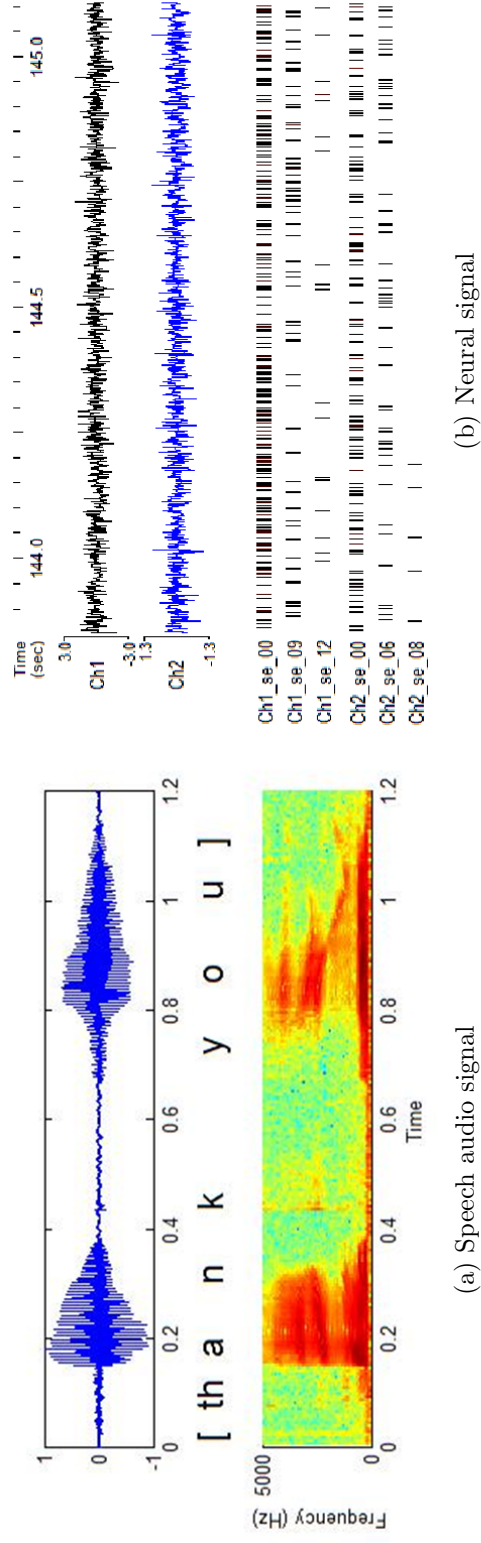 1
0
-1
0
0.2
0.4
0.6
0.8
1
1.2
[ th a n k y o u ]
Frequency (Hz)
5000
0
0
0.2
0.4
0.6
0.8
1
1.2
Time
(a) Speech audio signal
Time
(sec)
144.0
144.5
145.0
3.0
Ch1
-3.0
1.3
Ch2
-1.3
Ch1_se_00
Ch1_se_09
Ch1_se_12
Ch2_se_00
Ch2_se_06
Ch2_se_08
(b) Neural signal